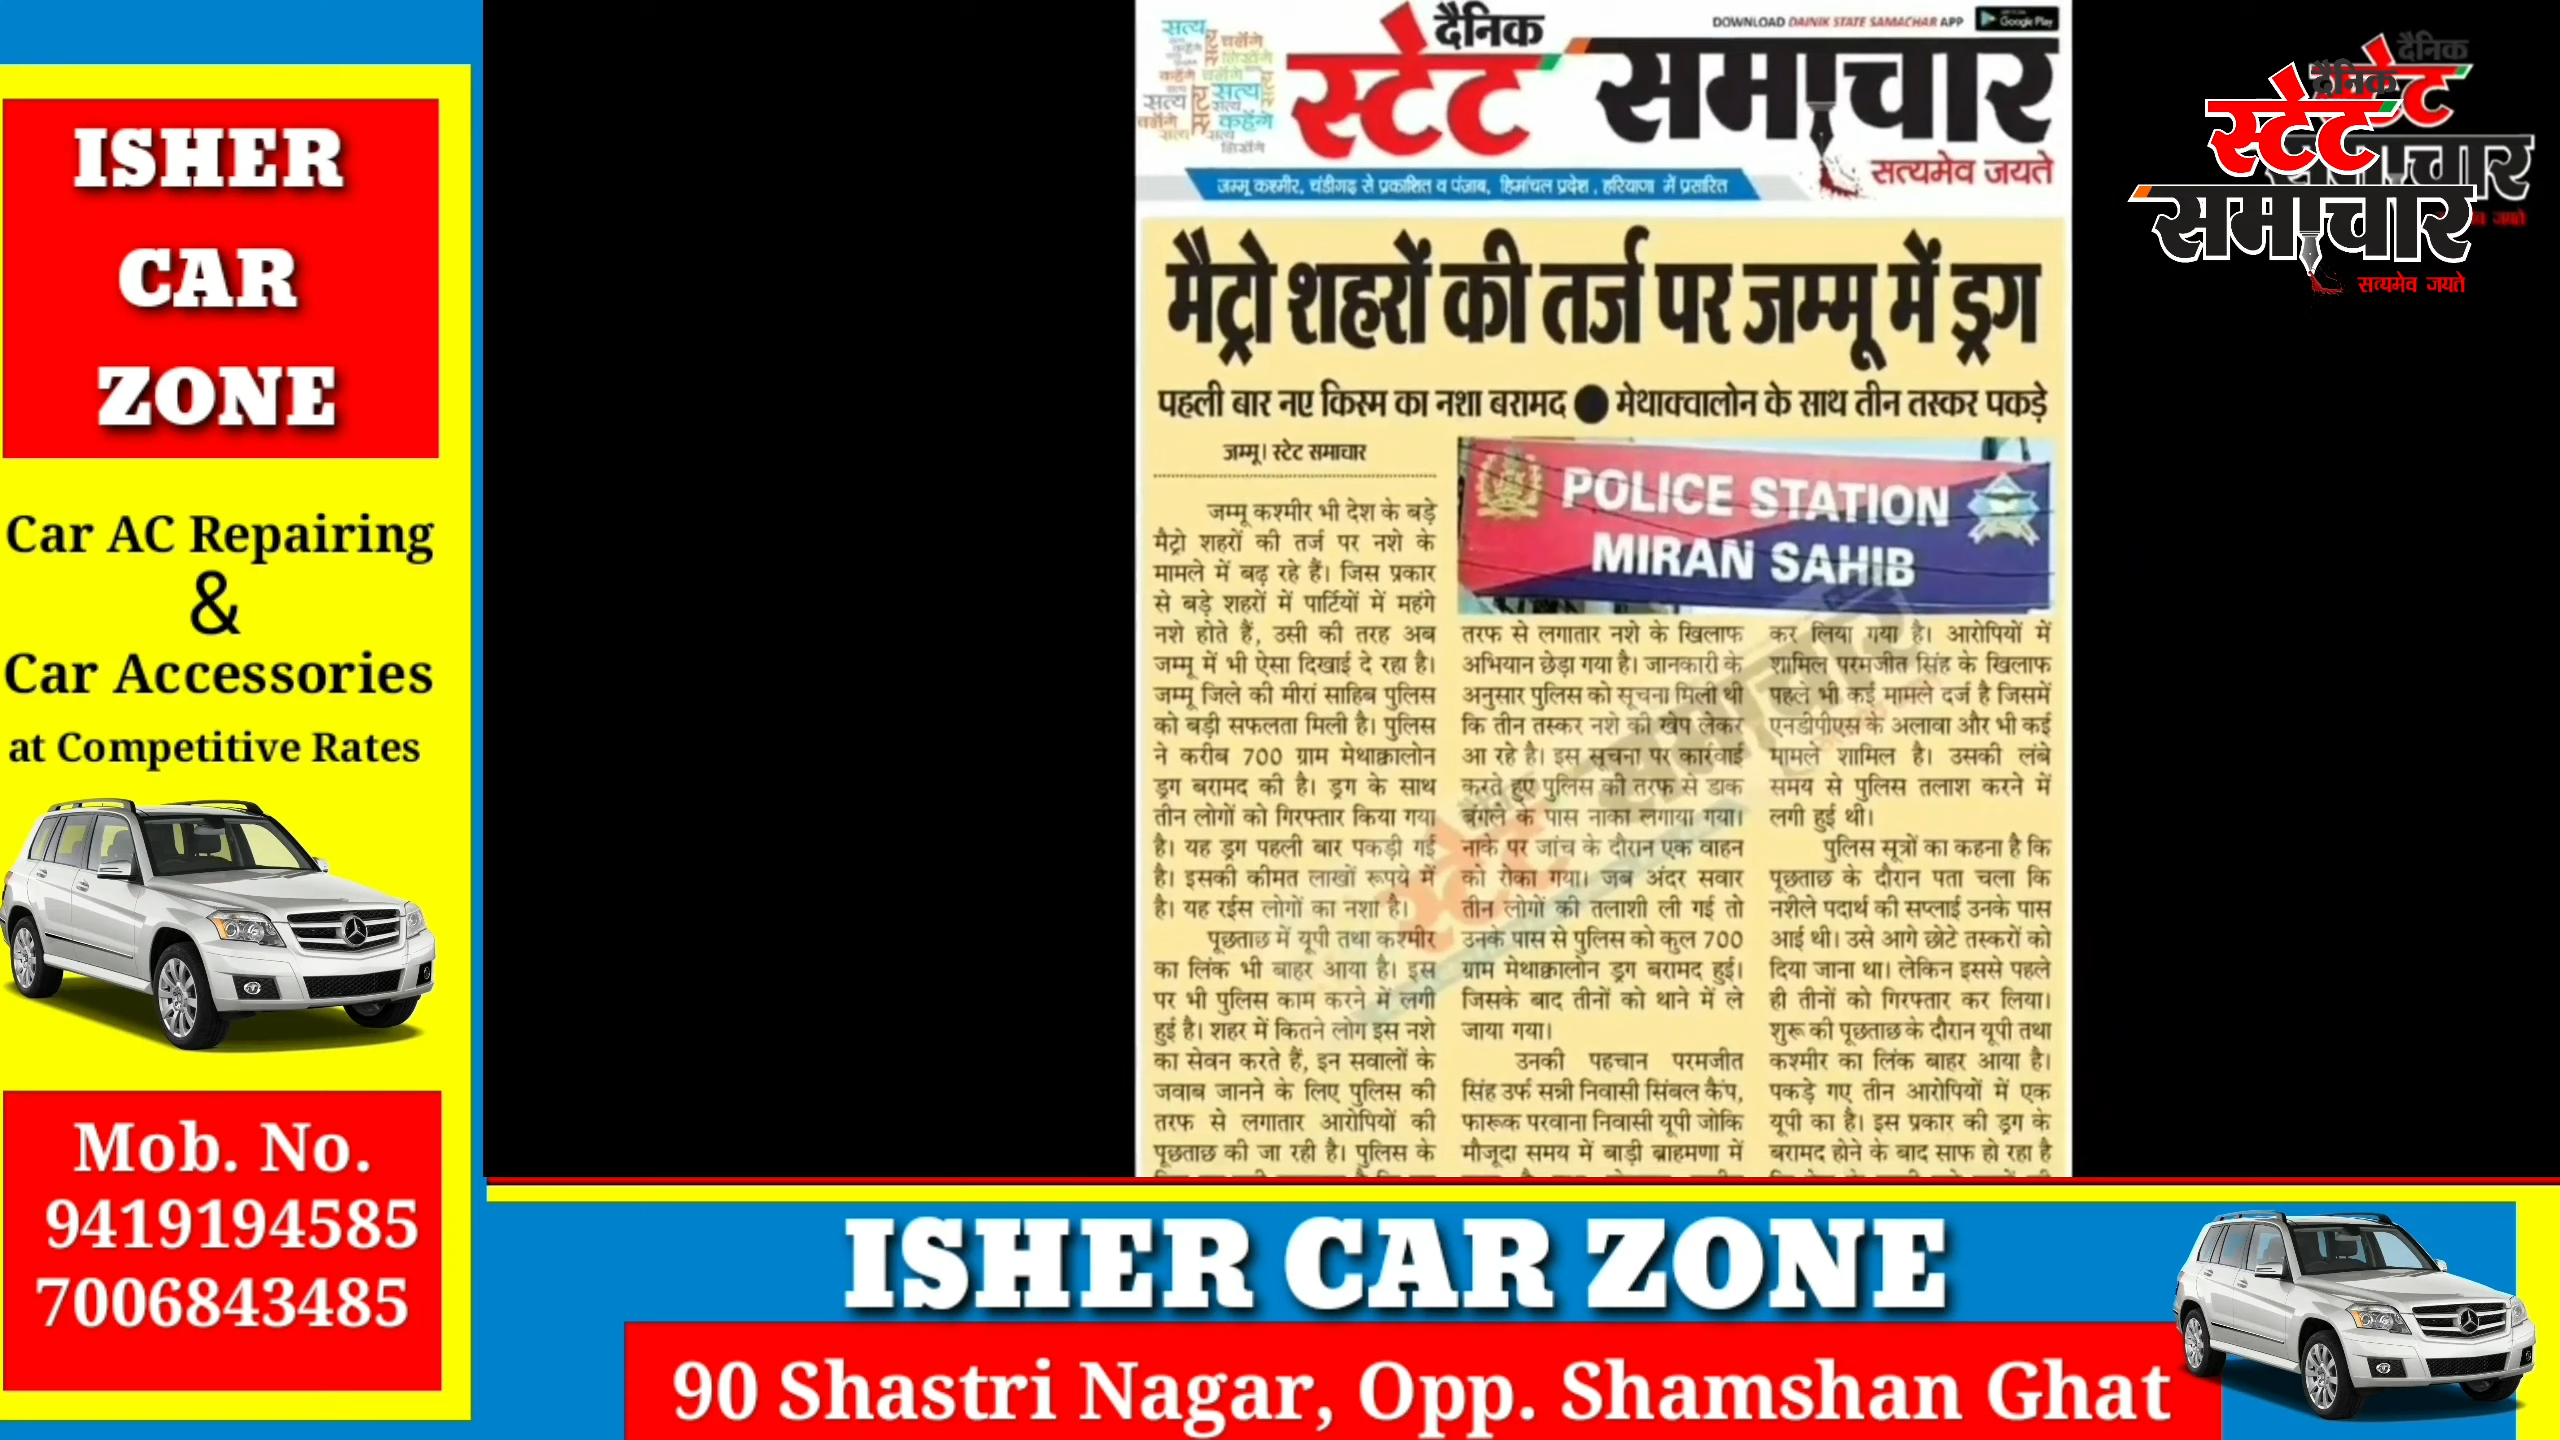 ISHER
CAR
ZONE
Car AC Repairing
&
Car Accessories
at Competitive Rates
Mob. No.
9419194585
7006843485
DOWNLOAD DAINIK STATE SAMACHAR APP
Google Play
दैनिक
स्टेट समाचार
सत्यमेव जयते
जम्मू कश्मीर, चंडीगढ़ से प्रकाशित व पंजाब, हिमांचल प्रदेश, हरियाणा में प्रसारित
मैट्रो शहरों की तर्ज पर जम्मू में ड्रग
पहली बार नए किस्म का नशा बरामद ● मेथाक्वालोन के साथ तीन तस्कर पकड़े
जम्मू। स्टेट समाचार
जम्मू कश्मीर भी देश के बड़े
मैट्रो शहरों की तर्ज पर नशे के
मामले में बढ़ रहे हैं। जिस प्रकार
से बड़े शहरों में पार्टियों में महंगे
नशे होते हैं, उसी की तरह अब
जम्मू में भी ऐसा दिखाई दे रहा है।
जम्मू जिले की मीरां साहिब पुलिस
को बड़ी सफलता मिली है। पुलिस
ने करीब 700 ग्राम मेथाक्वालोन
ड्रग बरामद की है। ड्रग के साथ
तीन लोगों को गिरफ्तार किया गया
है। यह ड्रग पहली बार पकड़ी गई
है। इसकी कीमत लाखों रूपये में
है। यह रईस लोगों का नशा है।
पूछताछ में यूपी तथा कश्मीर
का लिंक भी बाहर आया है। इस
पर भी पुलिस काम करने में लगी
हुई है। शहर में कितने लोग इस नशे
का सेवन करते हैं, इन सवालों के
जवाब जानने के लिए पुलिस की
तरफ से लगातार आरोपियों की
पूछताछ की जा रही है। पुलिस के
POLICE STATION
MIRAN SAHIB
तरफ से लगातार नशे के खिलाफ
अभियान छेड़ा गया है। जानकारी के
अनुसार पुलिस को सूचना मिली थी
कि तीन तस्कर नशे की खेप लेकर
आ रहे है। इस सूचना पर कार्रवाई
करते हुए पुलिस की तरफ से डाक
बंगले के पास नाका लगाया गया।
नाके पर जांच के दौरान एक वाहन
को रोका गया। जब अंदर सवार
तीन लोगों की तलाशी ली गई तो
उनके पास से पुलिस को कुल 700
ग्राम मेथाक्वालोन ड्रग बरामद हुई।
जिसके बाद तीनों को थाने में ले
जाया गया।
उनकी पहचान परमजीत
सिंह उर्फ सन्नी निवासी सिंबल कैंप,
फारूक परवाना निवासी यूपी जोकि
मौजूदा समय में बाड़ी ब्राहमणा में
कर लिया गया है। आरोपियों में
शामिल परमजीत सिंह के खिलाफ
पहले भी कई मामले दर्ज है जिसमें
एनडीपीएस के अलावा और भी कई
मामले शामिल है। उसकी लंबे
समय से पुलिस तलाश करने में
लगी हुई थी।
पुलिस सूत्रों का कहना है कि
पूछताछ के दौरान पता चला कि
नशीले पदार्थ की सप्लाई उनके पास
आई थी। उसे आगे छोटे तस्करों को
दिया जाना था। लेकिन इससे पहले
ही तीनों को गिरफ्तार कर लिया।
शुरू की पूछताछ के दौरान यूपी तथा
कश्मीर का लिंक बाहर आया है।
पकड़े गए तीन आरोपियों में एक
यूपी का है। इस प्रकार की ड्रग के
बरामद होने के बाद साफ हो रहा है
दैनिक
स्टेट
समाचार
सत्यमेव जयते
ISHER CAR ZONE
90 Shastri Nagar, Opp. Shamshan Ghat